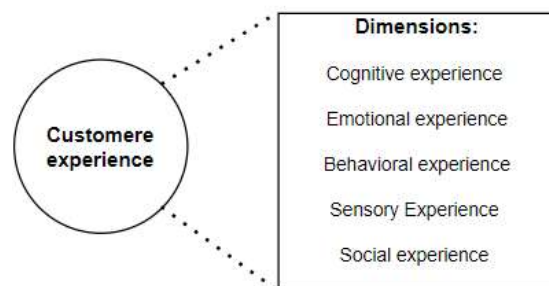 Customere
experience
Dimensions:
Cognitive experience
Emotional experience
Behavioral experience
Sensory Experience
Social experience